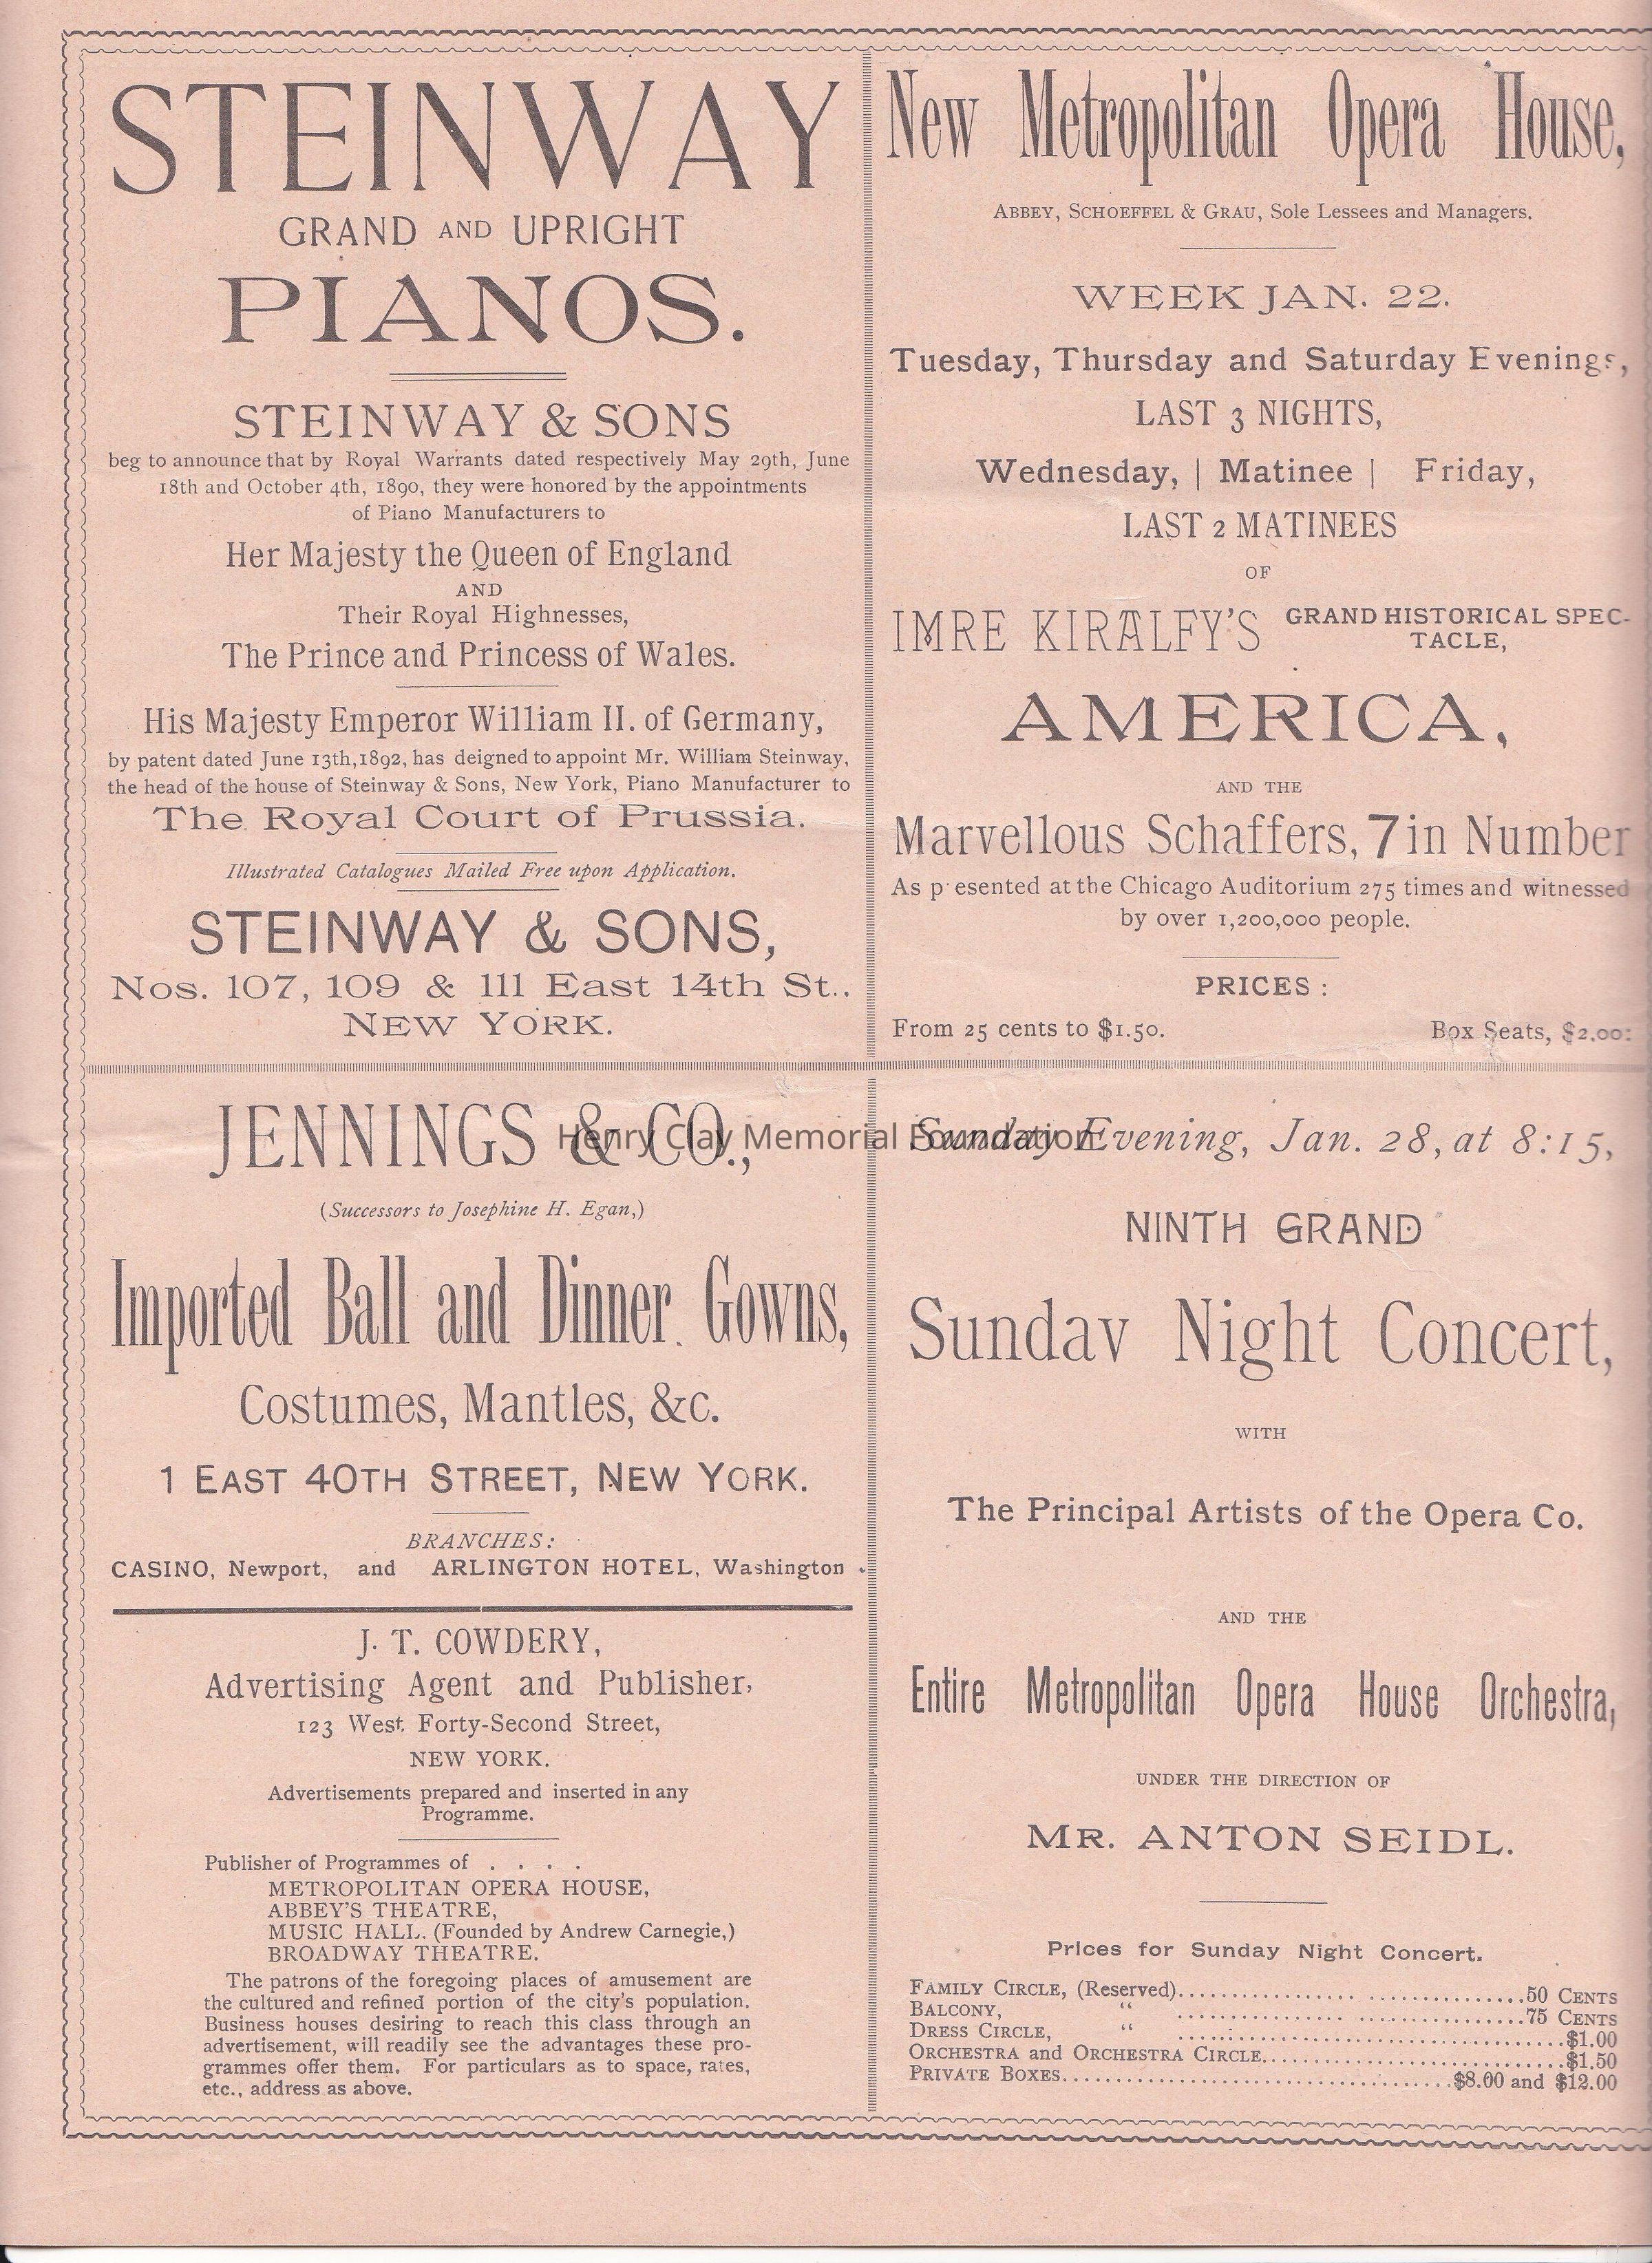 STEINWAY
GRAND AND UPRIGHT
PIANOS.
STEINWAY & SONS
beg to announce that by Royal Warrants dated respectively May 29th, June
18th and October 4th, 1890, they were honored by the appointments
of Piano Manufacturers to
Her Majesty the Queen of England
AND
Their Royal Highnesses,
The Prince and Princess of Wales.
His Majesty Emperor William II. of Germany,
by patent dated June 13th, 1892, has deigned to appoint Mr. William Steinway,
the head of the house of Steinway & Sons, New York, Piano Manufacturer to
The Royal Court of Prussia.
Illustrated Catalogues Mailed Free upon Application.
STEINWAY & SONS,
Nos. 107, 109 & 111 East 14th St.,
NEW YORK.
JENNINGS & CO.,
(Successors to Josephine H. Egan,)
Imported Ball and Dinner Gowns,
Costumes, Mantles, &c.
1 EAST 40TH STREET, NEW YORK.
BRANCHES:
CASINO, Newport, and ARLINGTON HOTEL, Washington .
J. T. COWDERY,
Advertising Agent and Publisher,
123 West Forty-Second Street,
NEW YORK.
Advertisements prepared and inserted in any
Programme.
Publisher of Programmes of . . . .
METROPOLITAN OPERA HOUSE,
ABBEY'S THEATRE,
MUSIC HALL. (Founded by Andrew Carnegie,)
BROADWAY THEATRE.
The patrons of the foregoing places of amusement are
the cultured and refined portion of the city's population.
Business houses desiring to reach this class through an
advertisement, will readily see the advantages these pro-
grammes offer them. For particulars as to space, rates,
etc., address as above.
New Metropolitan Opera House,
ABBEY, SCHOEFFEL & GRAU, Sole Lessees and Managers.
WEEK JAN. 22.
Tuesday, Thursday and Saturday Evenings,
LAST 3 NIGHTS,
Wednesday, | Matinee | Friday,
LAST 2 MATINEES
OF
IMRE KIRALFY'S GRAND HISTORICAL SPEC-
TACLE,
AMERICA,
AND THE
Marvellous Schaffers, 7 in Number
As p esented at the Chicago Auditorium 275 times and witnessed
by over 1,200,000 people.
PRICES :
From 25 cents to $1.50. Box Seats, $2.00.
Sunday Evening, Jan. 28, at 8:15,
NINTH GRAND
Sunday Night Concert,
WITH
The Principal Artists of the Opera Co.
AND THE
Entire Metropolitan Opera House Orchestra,
UNDER THE DIRECTION OF
MR. ANTON SEIDL.
Prices for Sunday Night Concert.
FAMILY CIRCLE, (Reserved)..............................50 CENTS
BALCONY, " ..............................75 CENTS
DRESS CIRCLE, " ..............................$1.00
ORCHESTRA and ORCHESTRA CIRCLE..............................$1.50
PRIVATE BOXES..............................$8.00 and $12.00
Henry Clay Memorial Foundation